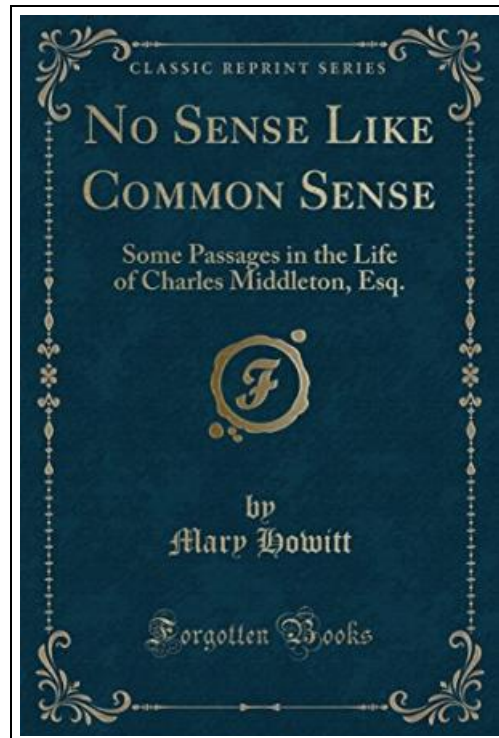 CLASSIC REPRINT SERIES
NO SENSE LIKE
COMMON SENSE
Some Passages in the Life
of Charles Middleton, Esq.
F
by
Mary Howitt
Forgotten Books